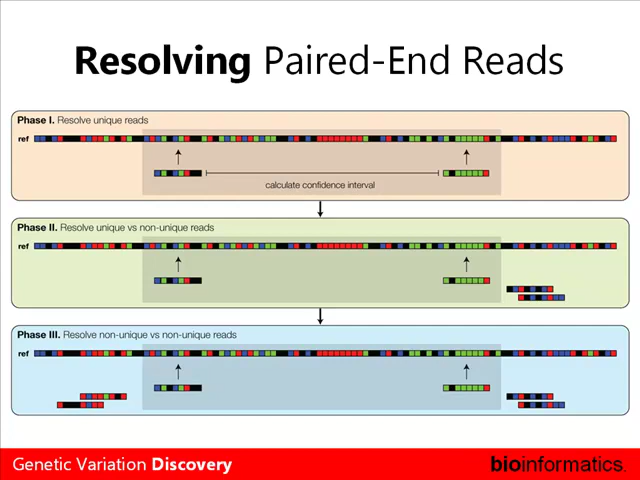 Resolving Paired-End Reads
Phase I. Resolve unique reads
ref
calculate confidence interval
Phase II. Resolve unique vs non-unique reads
ref
Phase III. Resolve non-unique vs non-unique reads
ref
Genetic Variation Discovery
bioinformatics.